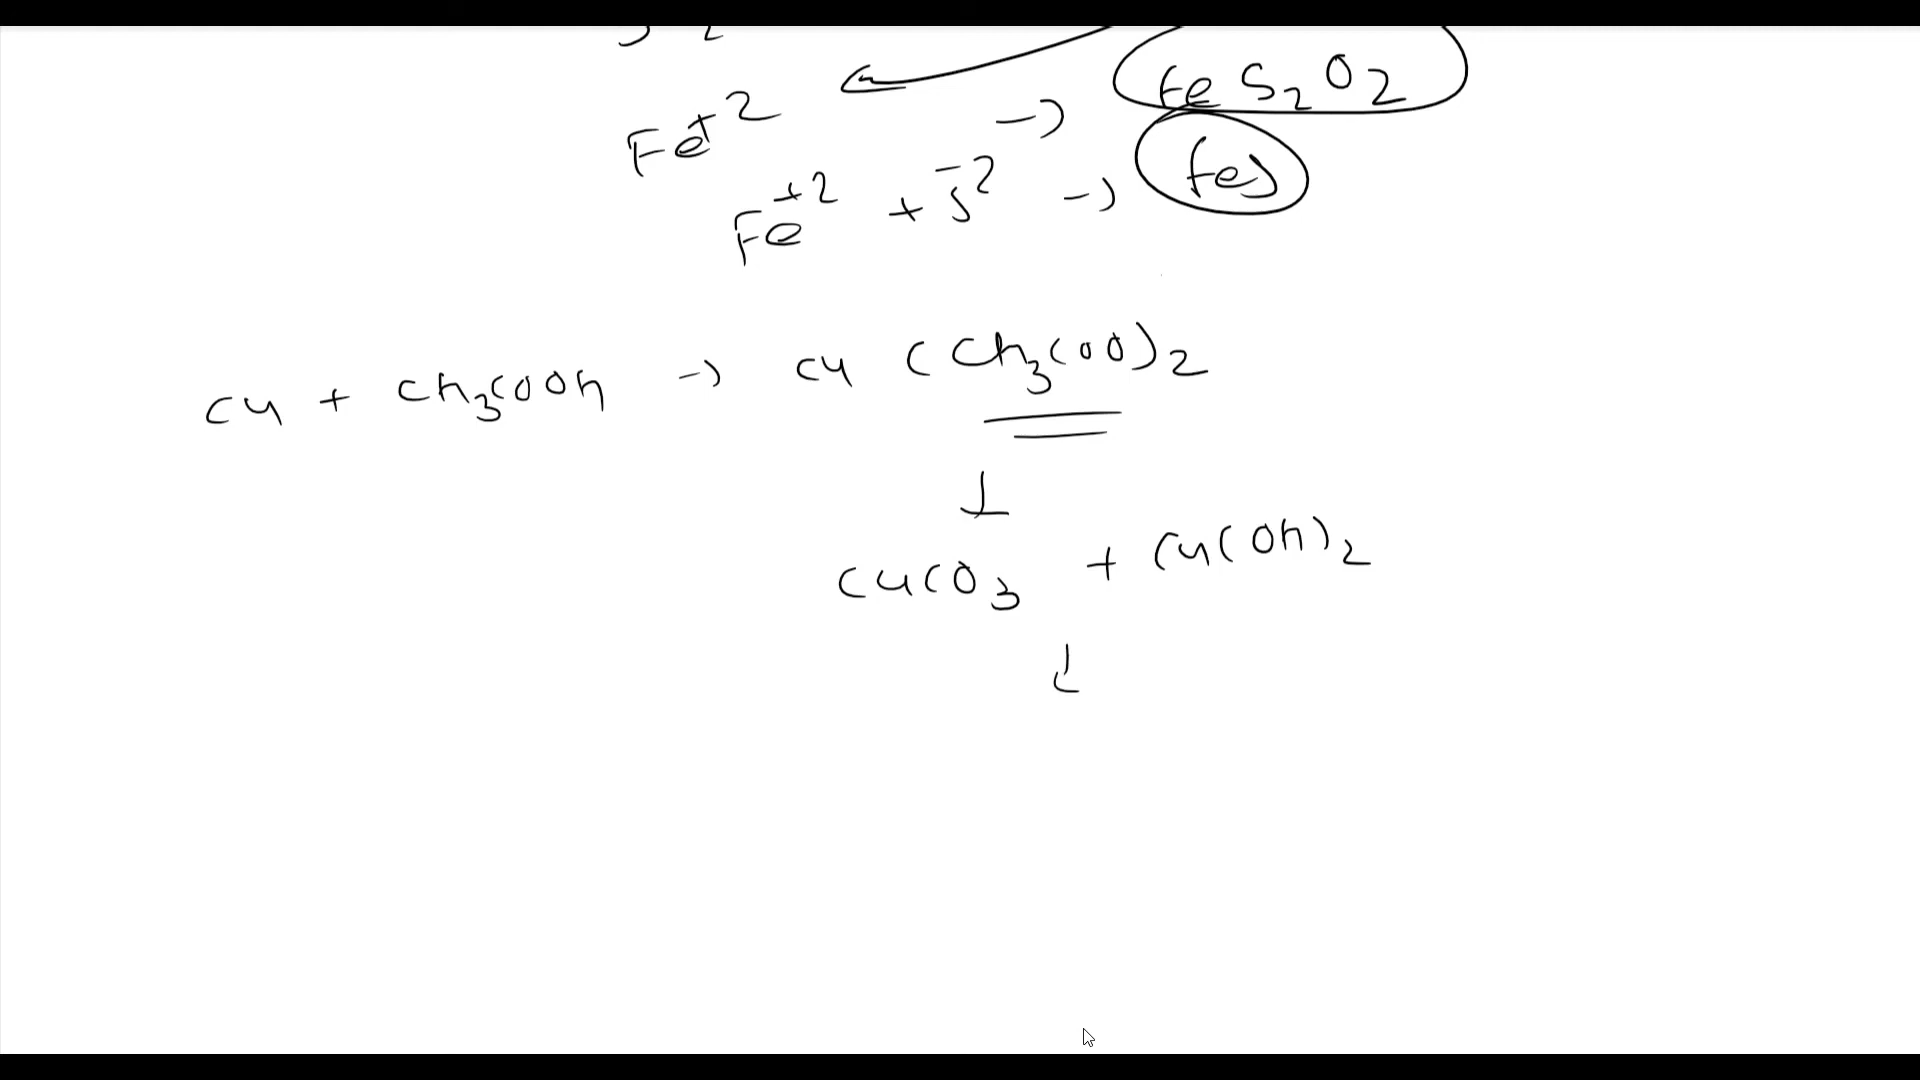 FeS₂O₂
Fe⁺² →
Fe⁺² + S⁻² → FeS
Cu + CH₃COOH → Cu (CH₃COO)₂
↓
CuCO₃ + Cu(OH)₂
↓